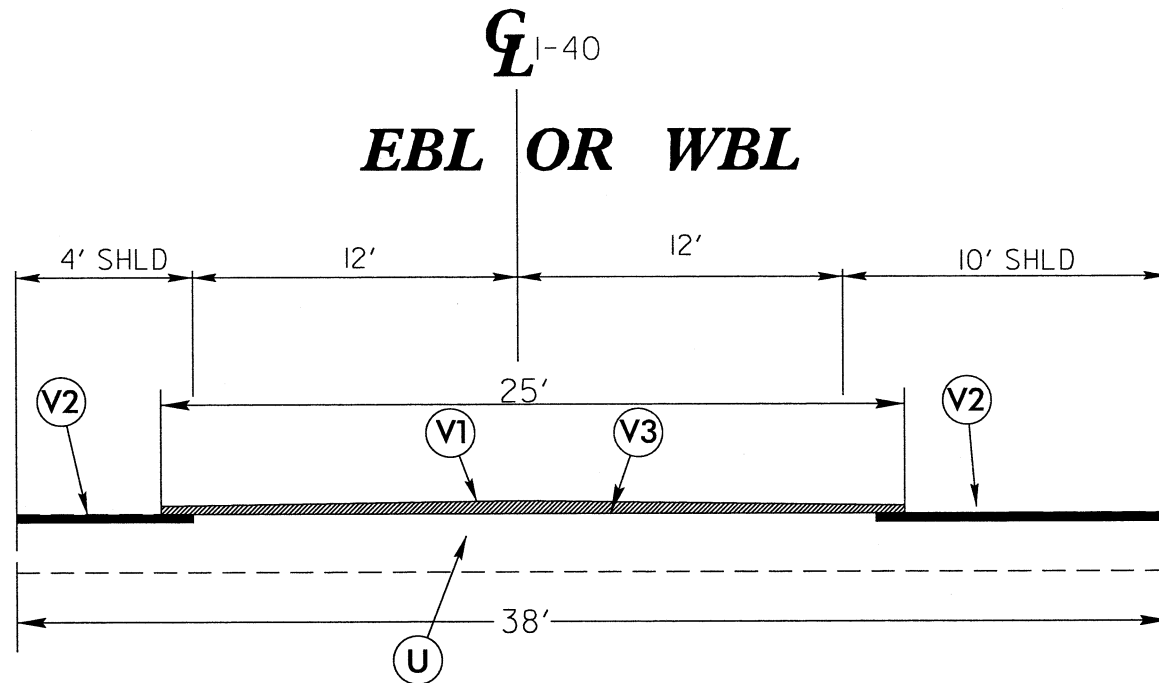 CL I-40
EBL OR WBL
4' SHLD 12' 12' 10' SHLD
25'
V2 V1 V3 V2
38'
U